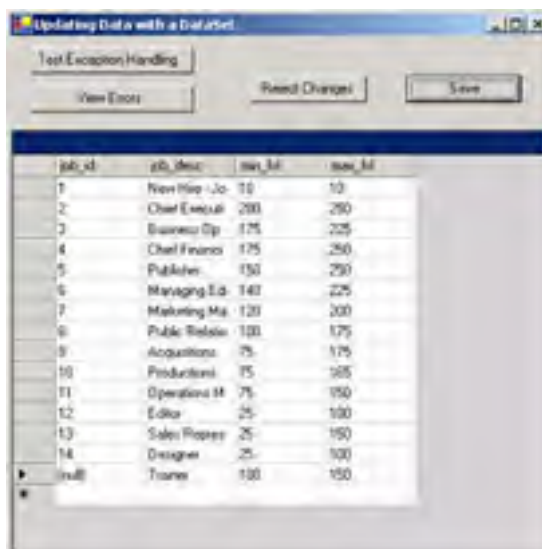 Updating Data with a DataSet
Test Exception Handling
View Errors
Reject Changes
Save
job_id job_desc min_lvl max_lvl
1 New Hire - Jo 10 10
2 Chief Executi 200 250
3 Business Op 175 225
4 Chief Financi 175 250
5 Publisher 150 250
6 Managing Edi 140 225
7 Marketing Ma 120 200
8 Public Relatio 100 175
9 Acquisitions 75 175
10 Productions 75 165
11 Operations M 75 150
12 Editor 25 100
13 Sales Repres 25 150
14 Designer 25 100
(null) Trainer 100 150